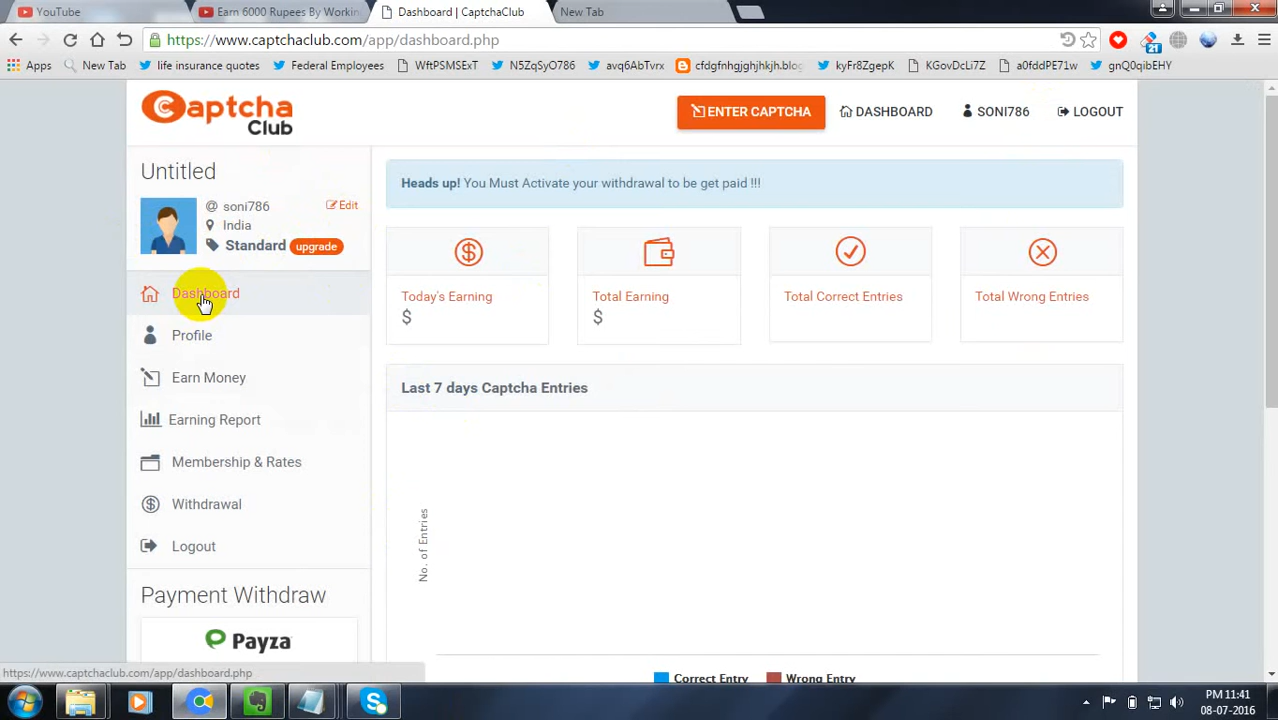 YouTube
Earn 6000 Rupees By Workin
Dashboard | CaptchaClub
New Tab
https://www.captchaclub.com/app/dashboard.php
21
Apps
New Tab
life insurance quotes
Federal Employees
WftPSMSExT
N5ZqSyO786
avq6AbTvrx
cfdgfnhgjghjhkjh.blog
kyFr8ZgepK
KGovDcLi7Z
a0fddPE71w
gnQ0qibEHY
Captcha
Club
ENTER CAPTCHA
DASHBOARD
SONI786
LOGOUT
Untitled
@ soni786
Edit
India
Standard upgrade
Heads up! You Must Activate your withdrawal to be get paid !!!
Dashboard
Profile
Earn Money
Earning Report
Membership & Rates
Withdrawal
Logout
Today's Earning
$
Total Earning
$
Total Correct Entries
Total Wrong Entries
Last 7 days Captcha Entries
No. of Entries
Correct Entry
Wrong Entry
Payment Withdraw
Payza
https://www.captchaclub.com/app/dashboard.php
PM 11:41
08-07-2016